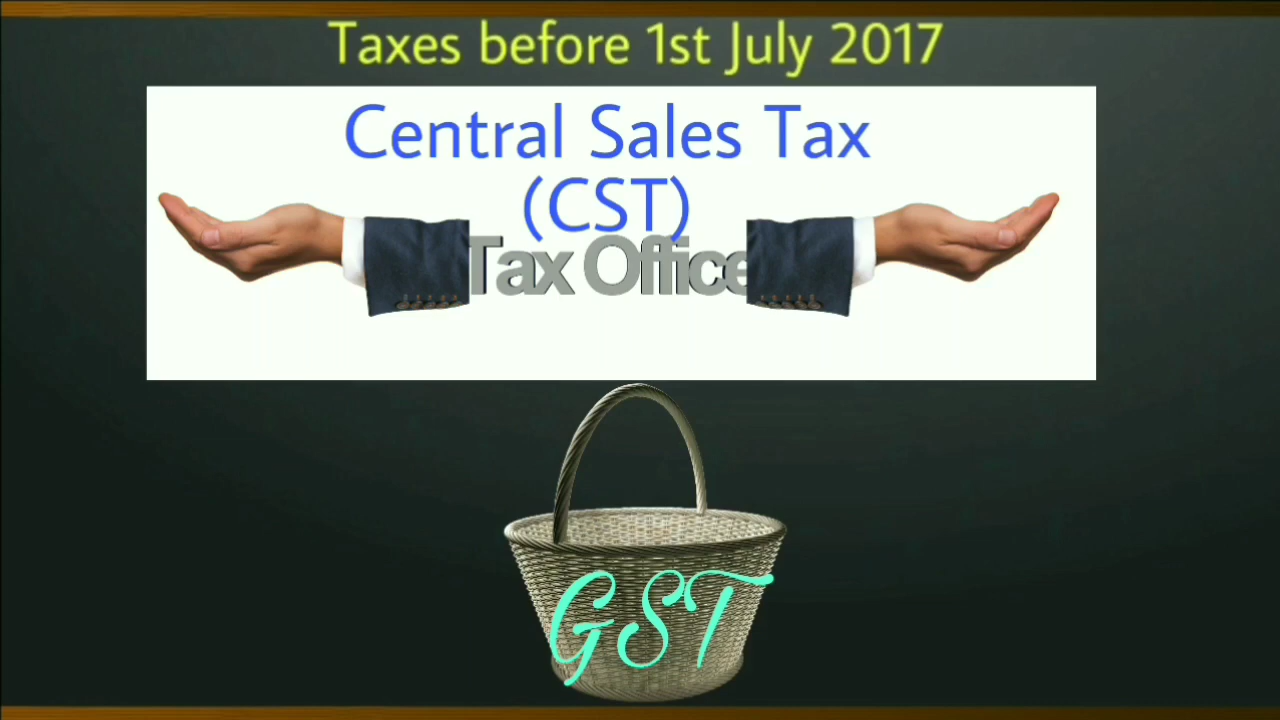 Taxes before 1st July 2017
Central Sales Tax
(CST)
Tax Office
GST